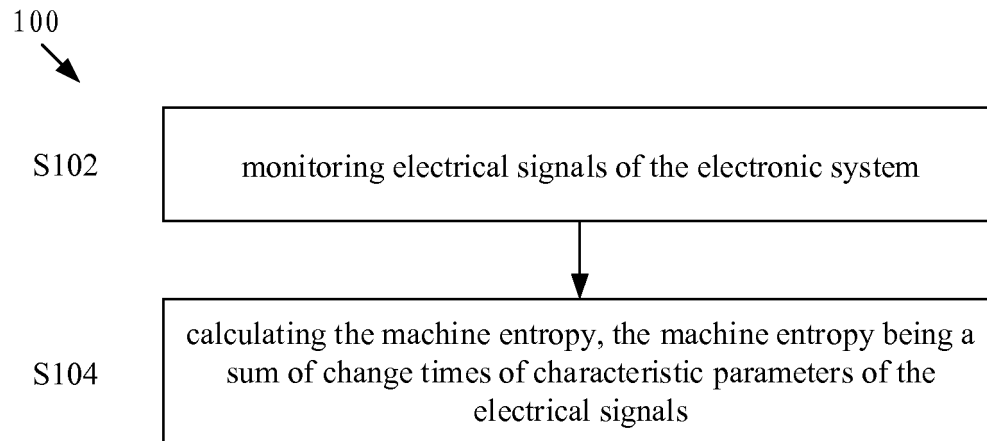 100
S102
monitoring electrical signals of the electronic system
S104
calculating the machine entropy, the machine entropy being a
sum of change times of characteristic parameters of the
electrical signals